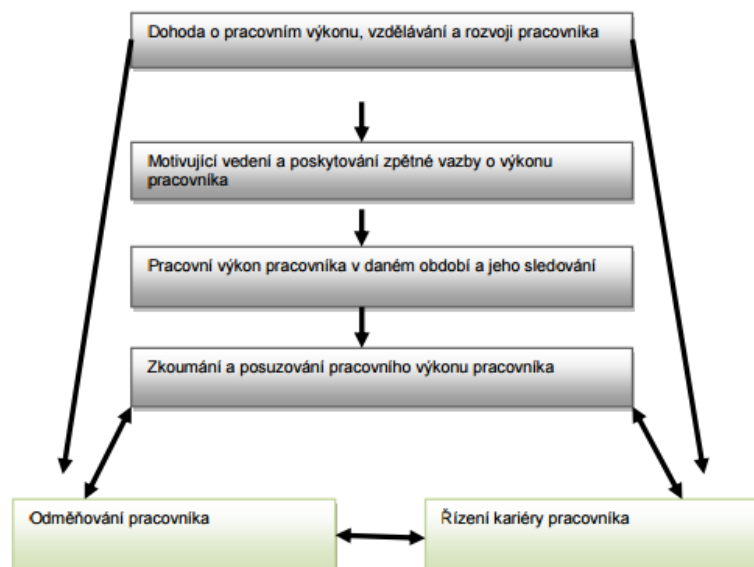 Dohoda o pracovním výkonu, vzdělávání a rozvoji pracovníka
Motivující vedení a poskytování zpětné vazby o výkonu
pracovníka
Pracovní výkon pracovníka v daném období a jeho sledování
Zkoumání a posuzování pracovního výkonu pracovníka
Odměňování pracovníka
Řízení kariéry pracovníka